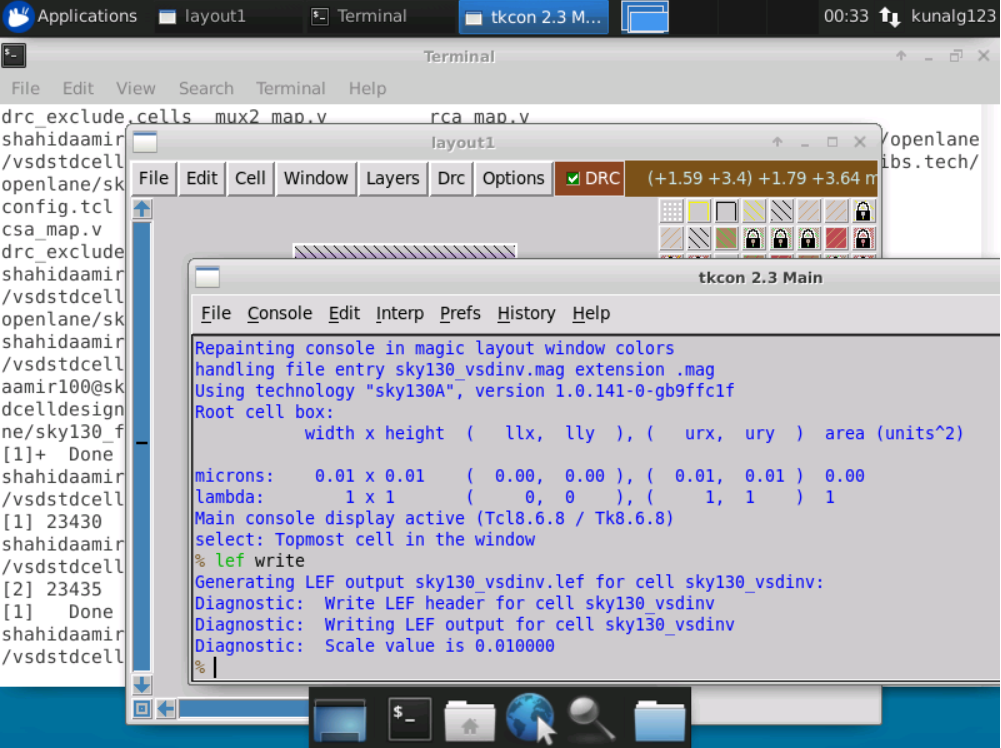 Applications layout1 Terminal tkcon 2.3 M... 00:33 kunalg123
Terminal
File Edit View Search Terminal Help
drc_exclude.cells mux2_map.v rca_map.v
shahidaamir /openlane
/vsdstdcell ibs.tech/
openlane/sk
config.tcl
csa_map.v
drc_exclude
shahidaamir
/vsdstdcell
openlane/sk
shahidaamir
/vsdstdcell
aamir100@sk
dcelldesign
ne/sky130_f
[1]+ Done
shahidaamir
/vsdstdcell
[1] 23430
shahidaamir
/vsdstdcell
[2] 23435
[1] Done
shahidaamir
/vsdstdcell
layout1
File Edit Cell Window Layers Drc Options DRC (+1.59 +3.4) +1.79 +3.64 m
tkcon 2.3 Main
File Console Edit Interp Prefs History Help
Repainting console in magic layout window colors
handling file entry sky130_vsdinv.mag extension .mag
Using technology "sky130A", version 1.0.141-0-gb9ffc1f
Root cell box:
width x height ( llx, lly ), ( urx, ury ) area (units^2)
microns: 0.01 x 0.01 ( 0.00, 0.00 ), ( 0.01, 0.01 ) 0.00
lambda: 1 x 1 ( 0, 0 ), ( 1, 1 ) 1
Main console display active (Tcl8.6.8 / Tk8.6.8)
select: Topmost cell in the window
% lef write
Generating LEF output sky130_vsdinv.lef for cell sky130_vsdinv:
Diagnostic: Write LEF header for cell sky130_vsdinv
Diagnostic: Writing LEF output for cell sky130_vsdinv
Diagnostic: Scale value is 0.010000
%